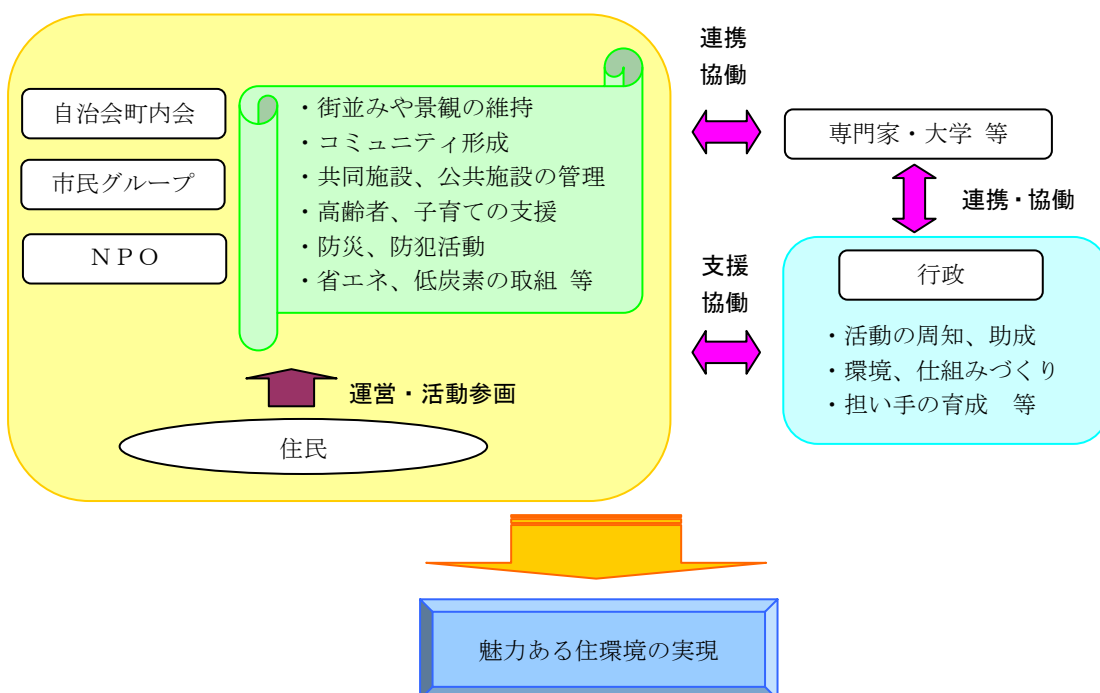 自治会町内会
市民グループ
ＮＰＯ
・街並みや景観の維持
・コミュニティ形成
・共同施設、公共施設の管理
・高齢者、子育ての支援
・防災、防犯活動
・省エネ、低炭素の取組 等
運営・活動参画
住民
連携
協働
専門家・大学 等
連携・協働
支援
協働
行政
・活動の周知、助成
・環境、仕組みづくり
・担い手の育成　等
魅力ある住環境の実現